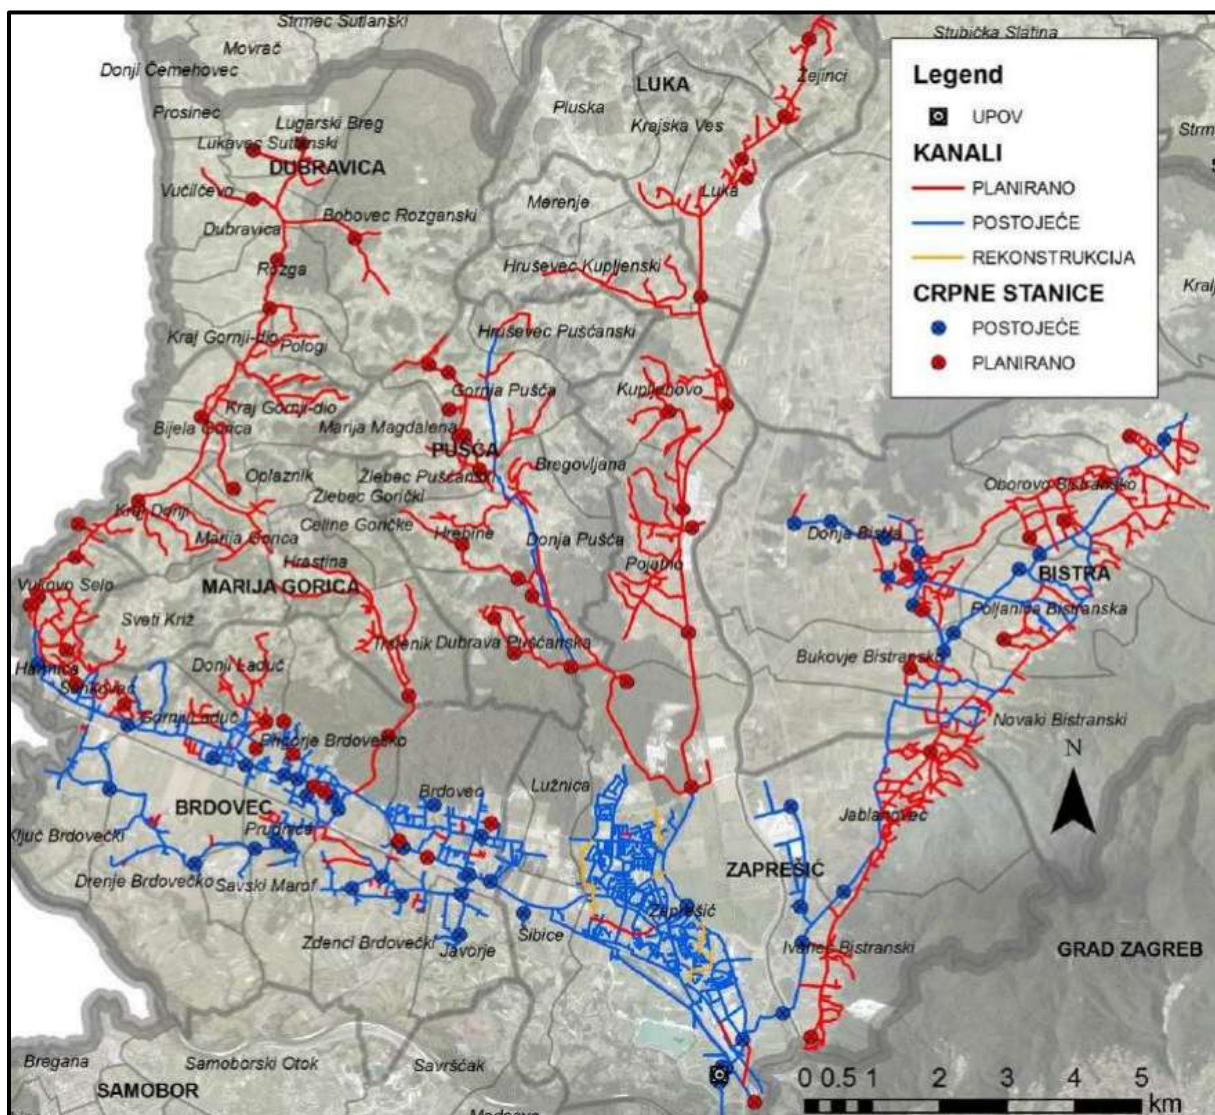 Strmec Sutlanski
Movrač
Donji Čemehovec
Prosinec
Lugarski Breg
Lukavec Sutlanski
DUBRAVICA
Vučilčevo
Bobovec Rozganski
Dubravica
Rozga
Kraj Gornji-dio
Pologi
Kraj Gornji-dio
Bijela Gorica
Oplaznik
Kraj Donji
Marija Gorica
Vukovo Selo
MARIJA GORICA
Sveti Križ
Harmica
Senkovac
Donji Laduč
Gornji Laduč
Prigorje Brdovečko
BRDOVEC
Ključ Brdovečki
Prudnice
Drenje Brdovečko
Savski Marof
Zdenci Brdovečki
Javorje
Šibice
Brdovec
Lužnica
LUKA
Pluska
Krajska Ves
Žejinci
Luka
Merenje
Hruševec Kupljenski
Hruševec Pušćanski
Gornja Pušća
Kupljenovo
Marija Magdalena
PUŠĆA
Žlebec Pušćanski
Bregovljana
Žlebec Gorički
Celine Goričke
Hrebine
Donja Pušća
Hrastina
Pojatno
Trstenik
Dubrava Pušćanska
Stubička Slatina
Legend
UPOV
KANALI
PLANIRANO
POSTOJEĆE
REKONSTRUKCIJA
CRPNE STANICE
POSTOJEĆE
PLANIRANO
Oborovo Bistransko
Donja Bistra
BISTRA
Poljanica Bistranska
Bukovje Bistransko
Novaki Bistranski
N
Jablanovec
ZAPREŠIĆ
Zaprešić
Ivanec Bistranski
GRAD ZAGREB
Bregana
Samoborski Otok
Savrščak
SAMOBOR
0 0.5 1 2 3 4 5
km